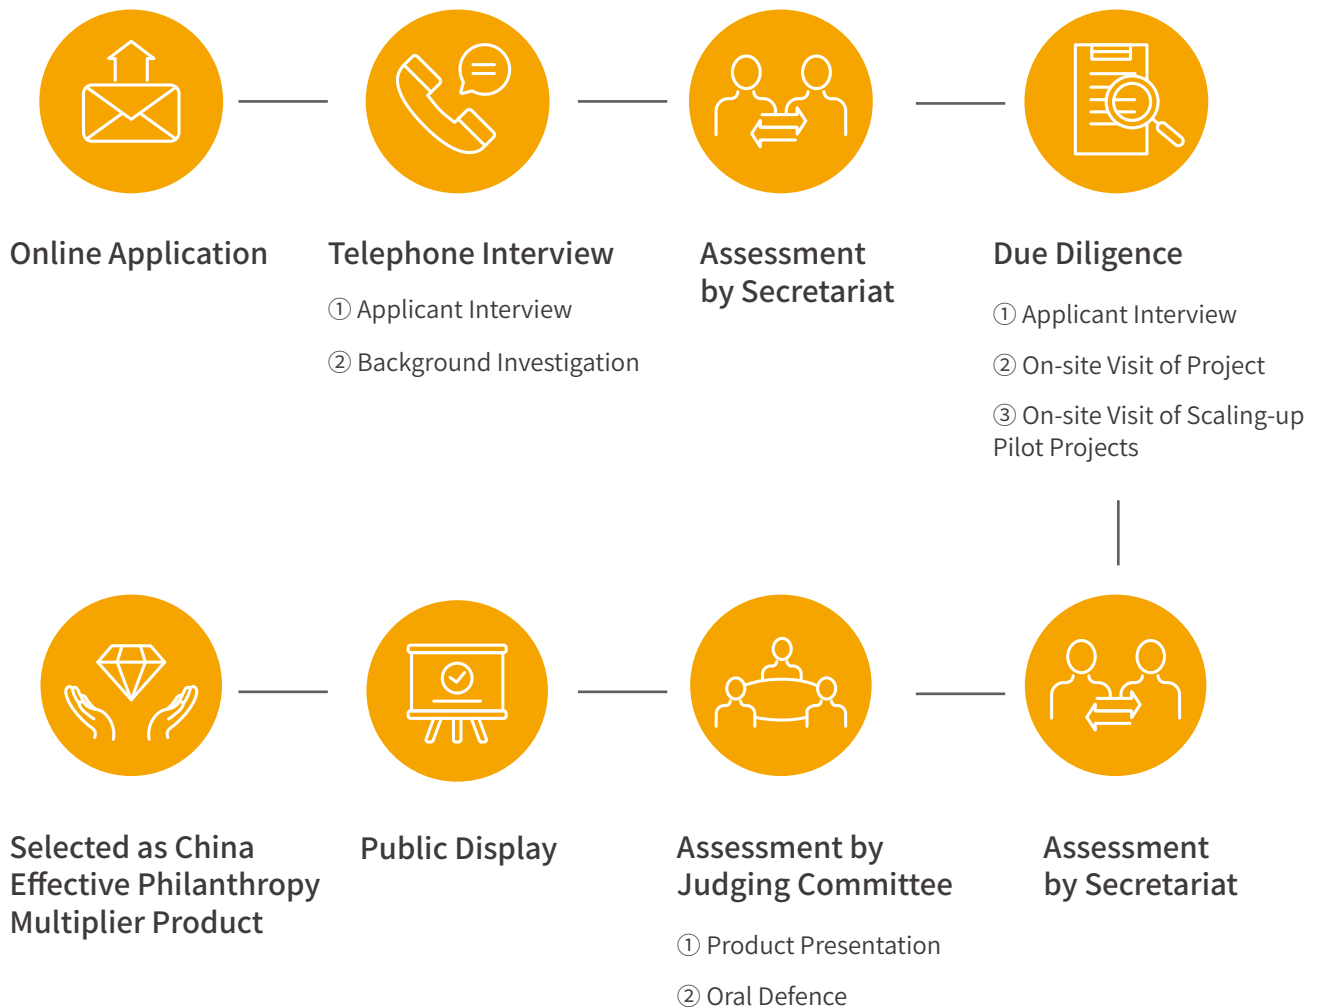 Online Application
Telephone Interview
① Applicant Interview
② Background Investigation
Assessment
by Secretariat
Due Diligence
① Applicant Interview
② On-site Visit of Project
③ On-site Visit of Scaling-up
Pilot Projects
Selected as China
Effective Philanthropy
Multiplier Product
Public Display
Assessment by
Judging Committee
① Product Presentation
② Oral Defence
Assessment
by Secretariat